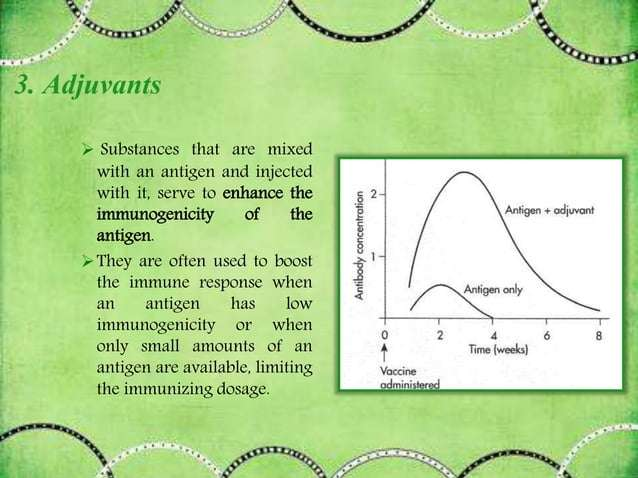 3. Adjuvants
➢ Substances that are mixed
with an antigen and injected
with it, serve to enhance the
immunogenicity of the
antigen.
➢ They are often used to boost
the immune response when
an antigen has low
immunogenicity or when
only small amounts of an
antigen are available, limiting
the immunizing dosage.
Antibody concentration
2
1
Antigen + adjuvant
Antigen only
0 2 4 6 8
Time (weeks)
Vaccine
administered